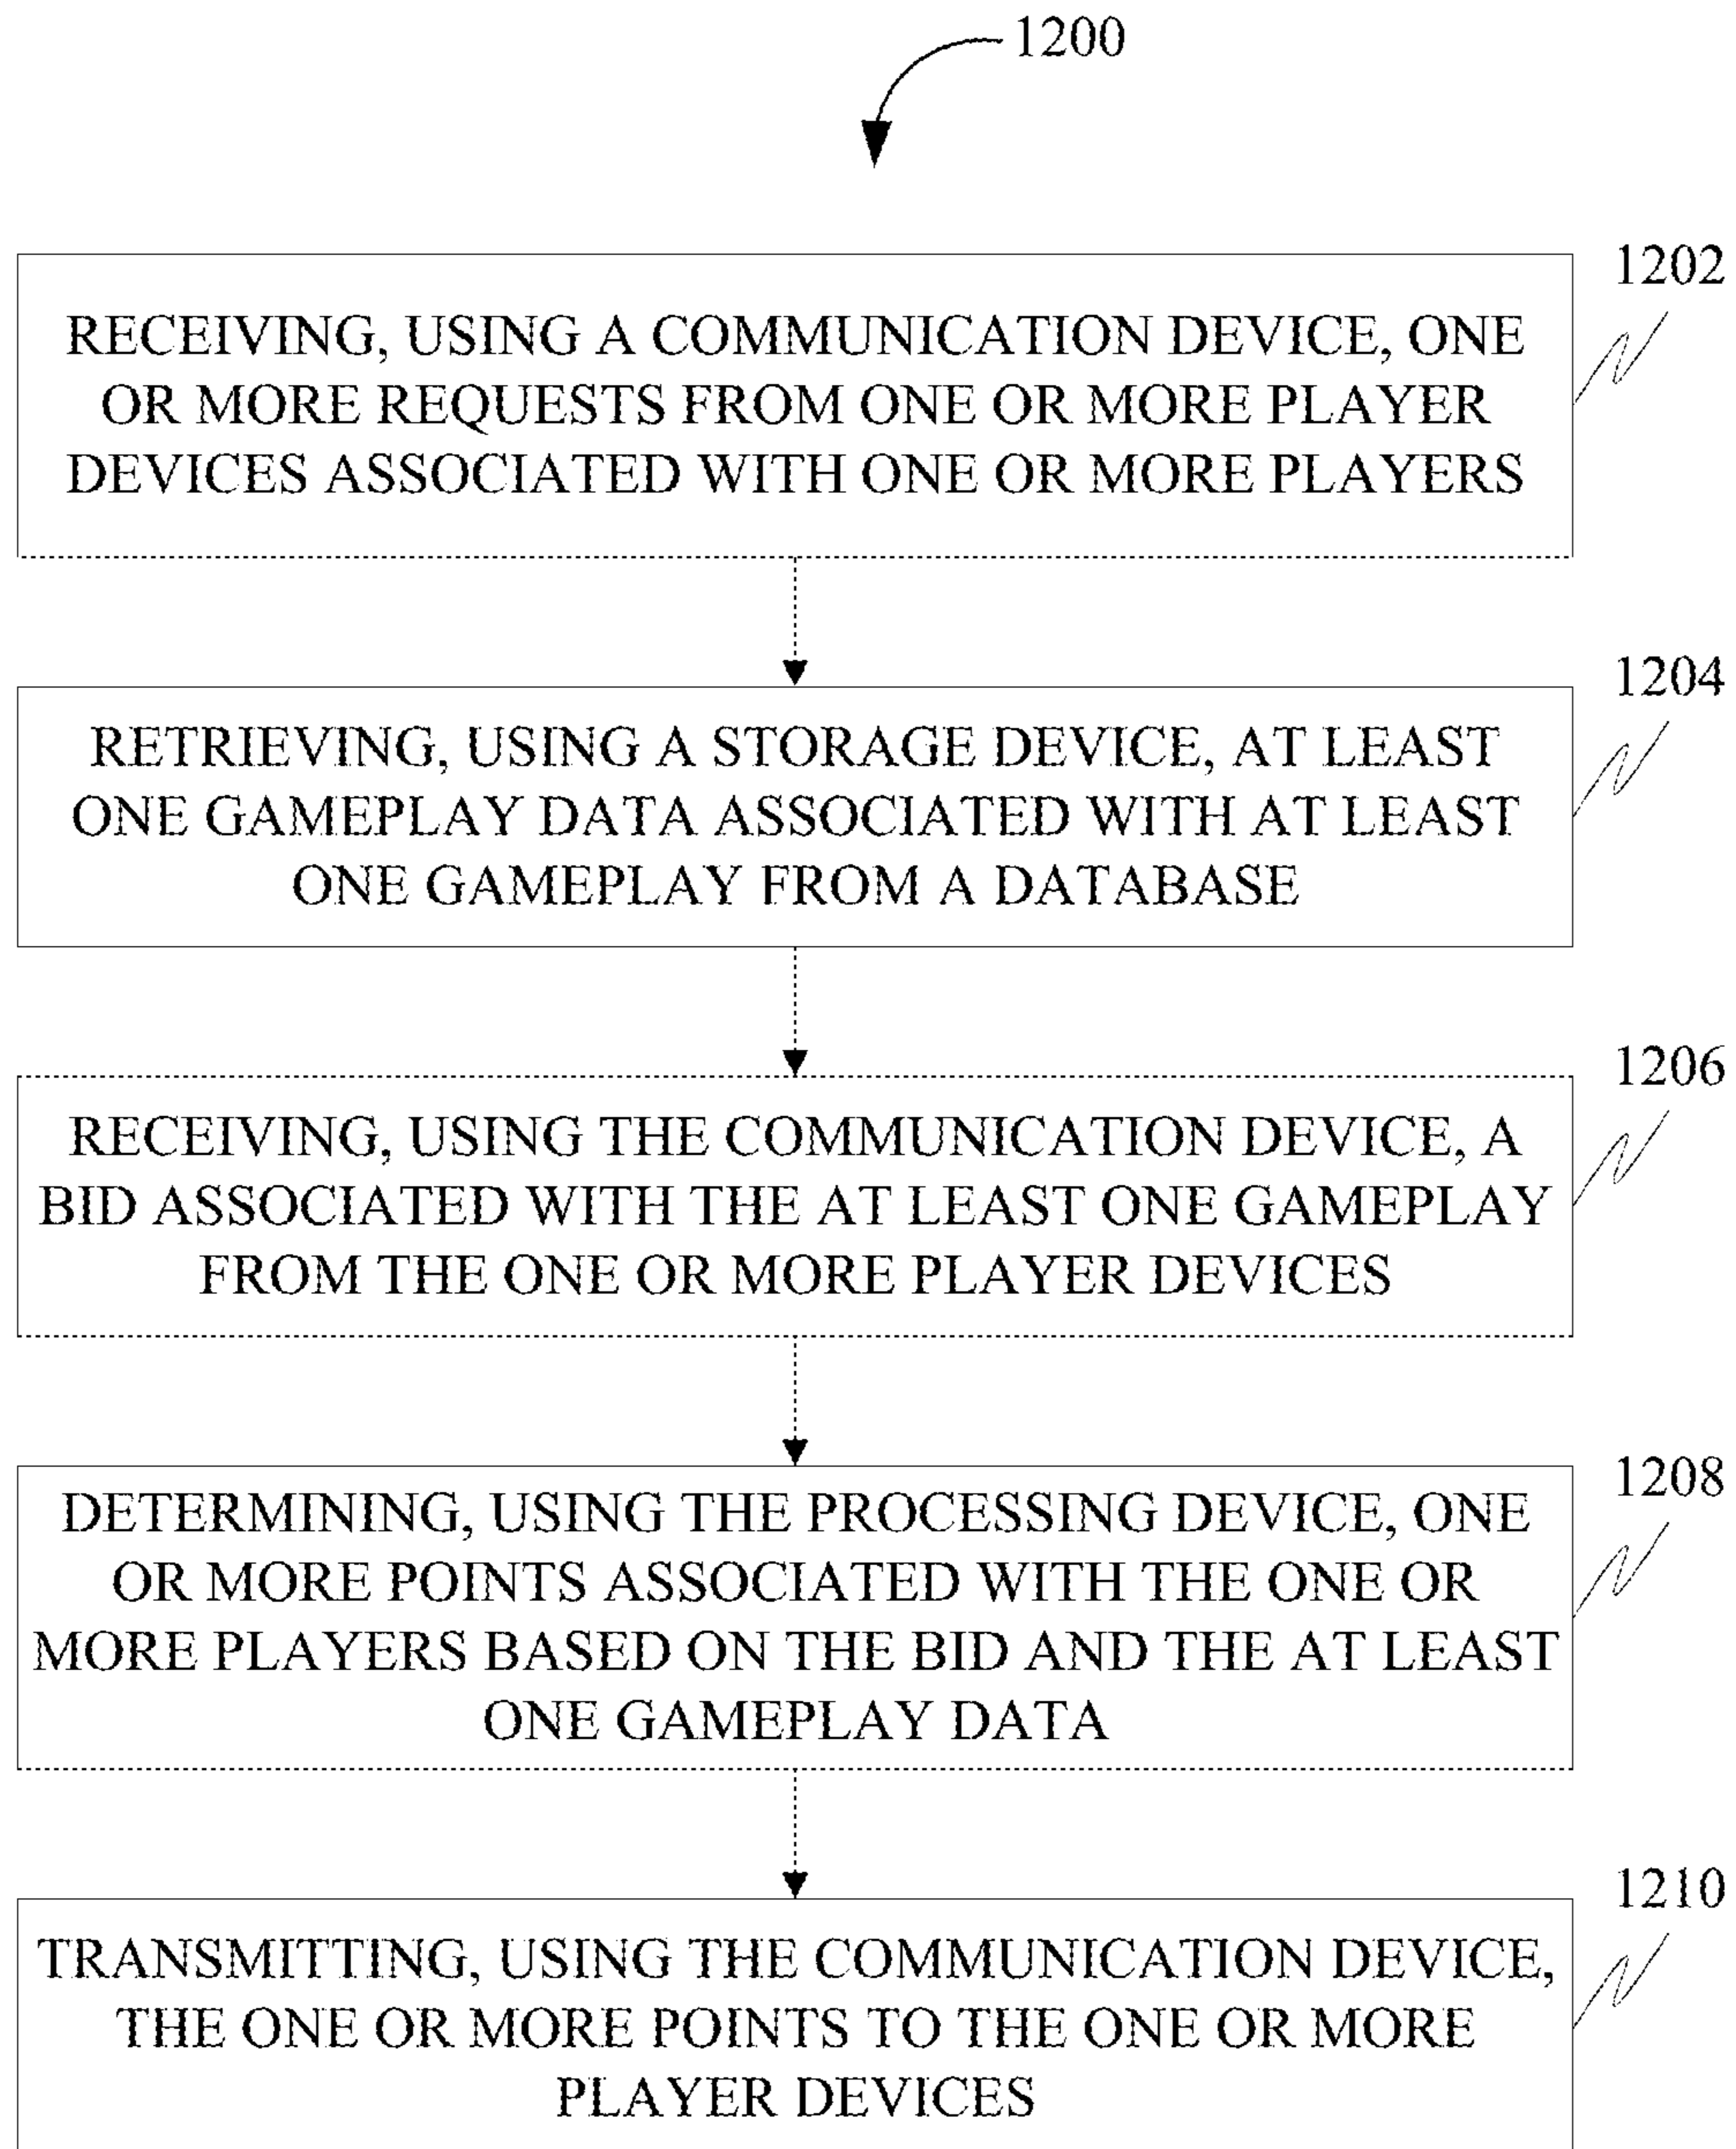 1200
1202
RECEIVING, USING A COMMUNICATION DEVICE, ONE
OR MORE REQUESTS FROM ONE OR MORE PLAYER
DEVICES ASSOCIATED WITH ONE OR MORE PLAYERS
1204
RETRIEVING, USING A STORAGE DEVICE, AT LEAST
ONE GAMEPLAY DATA ASSOCIATED WITH AT LEAST
ONE GAMEPLAY FROM A DATABASE
1206
RECEIVING, USING THE COMMUNICATION DEVICE, A
BID ASSOCIATED WITH THE AT LEAST ONE GAMEPLAY
FROM THE ONE OR MORE PLAYER DEVICES
1208
DETERMINING, USING THE PROCESSING DEVICE, ONE
OR MORE POINTS ASSOCIATED WITH THE ONE OR
MORE PLAYERS BASED ON THE BID AND THE AT LEAST
ONE GAMEPLAY DATA
1210
TRANSMITTING, USING THE COMMUNICATION DEVICE,
THE ONE OR MORE POINTS TO THE ONE OR MORE
PLAYER DEVICES